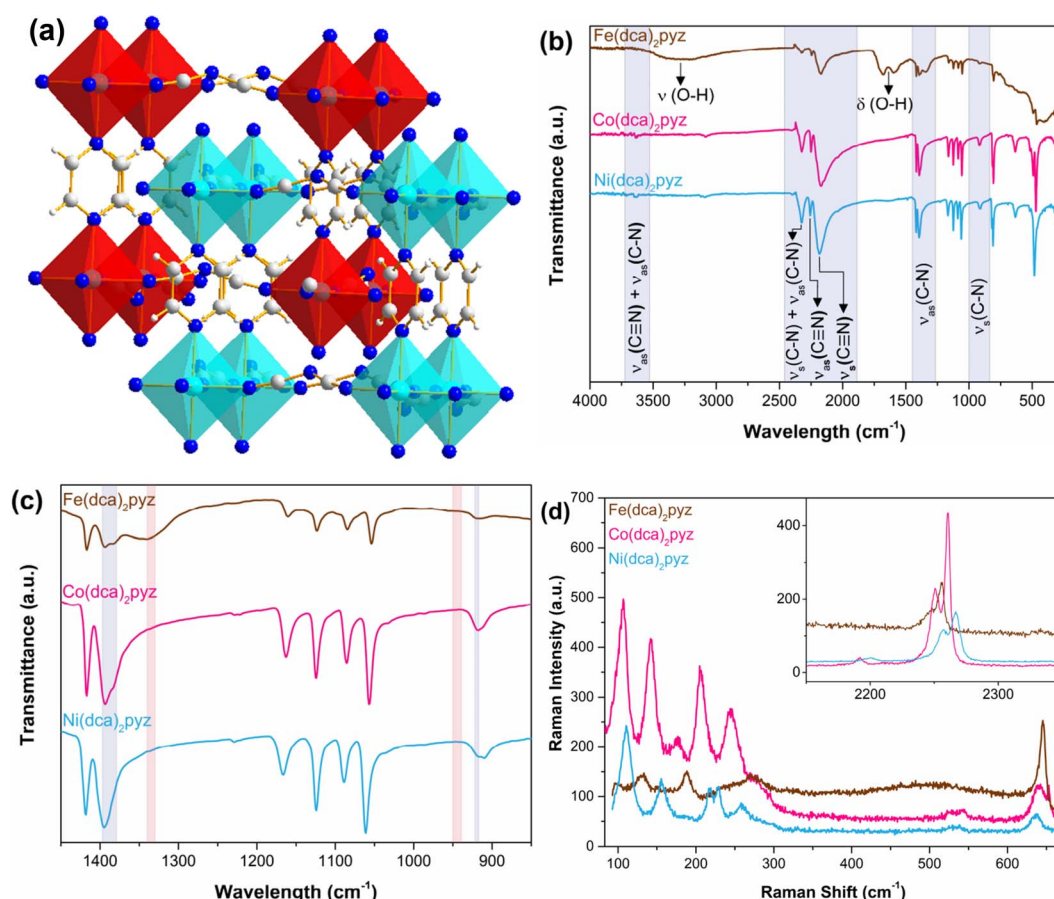 (a)
(b)
Fe(dca)2pyz
ν (O-H)
δ (O-H)
Co(dca)2pyz
Ni(dca)2pyz
νas(C≡N) + νas(C-N)
νs(C-N) + νas(C-N)
νas(C≡N)
νs(C≡N)
νas(C-N)
νs(C-N)
Transmittance (a.u.)
4000 3500 3000 2500 2000 1500 1000 500
Wavelength (cm-1)
(c)
Fe(dca)2pyz
Co(dca)2pyz
Ni(dca)2pyz
Transmittance (a.u.)
1400 1300 1200 1100 1000 900
Wavelength (cm-1)
(d)
Fe(dca)2pyz
Co(dca)2pyz
Ni(dca)2pyz
700
600
500
400
300
200
100
0
Raman Intensity (a.u.)
400
200
0
2200 2300
100 200 300 400 500 600
Raman Shift (cm-1)